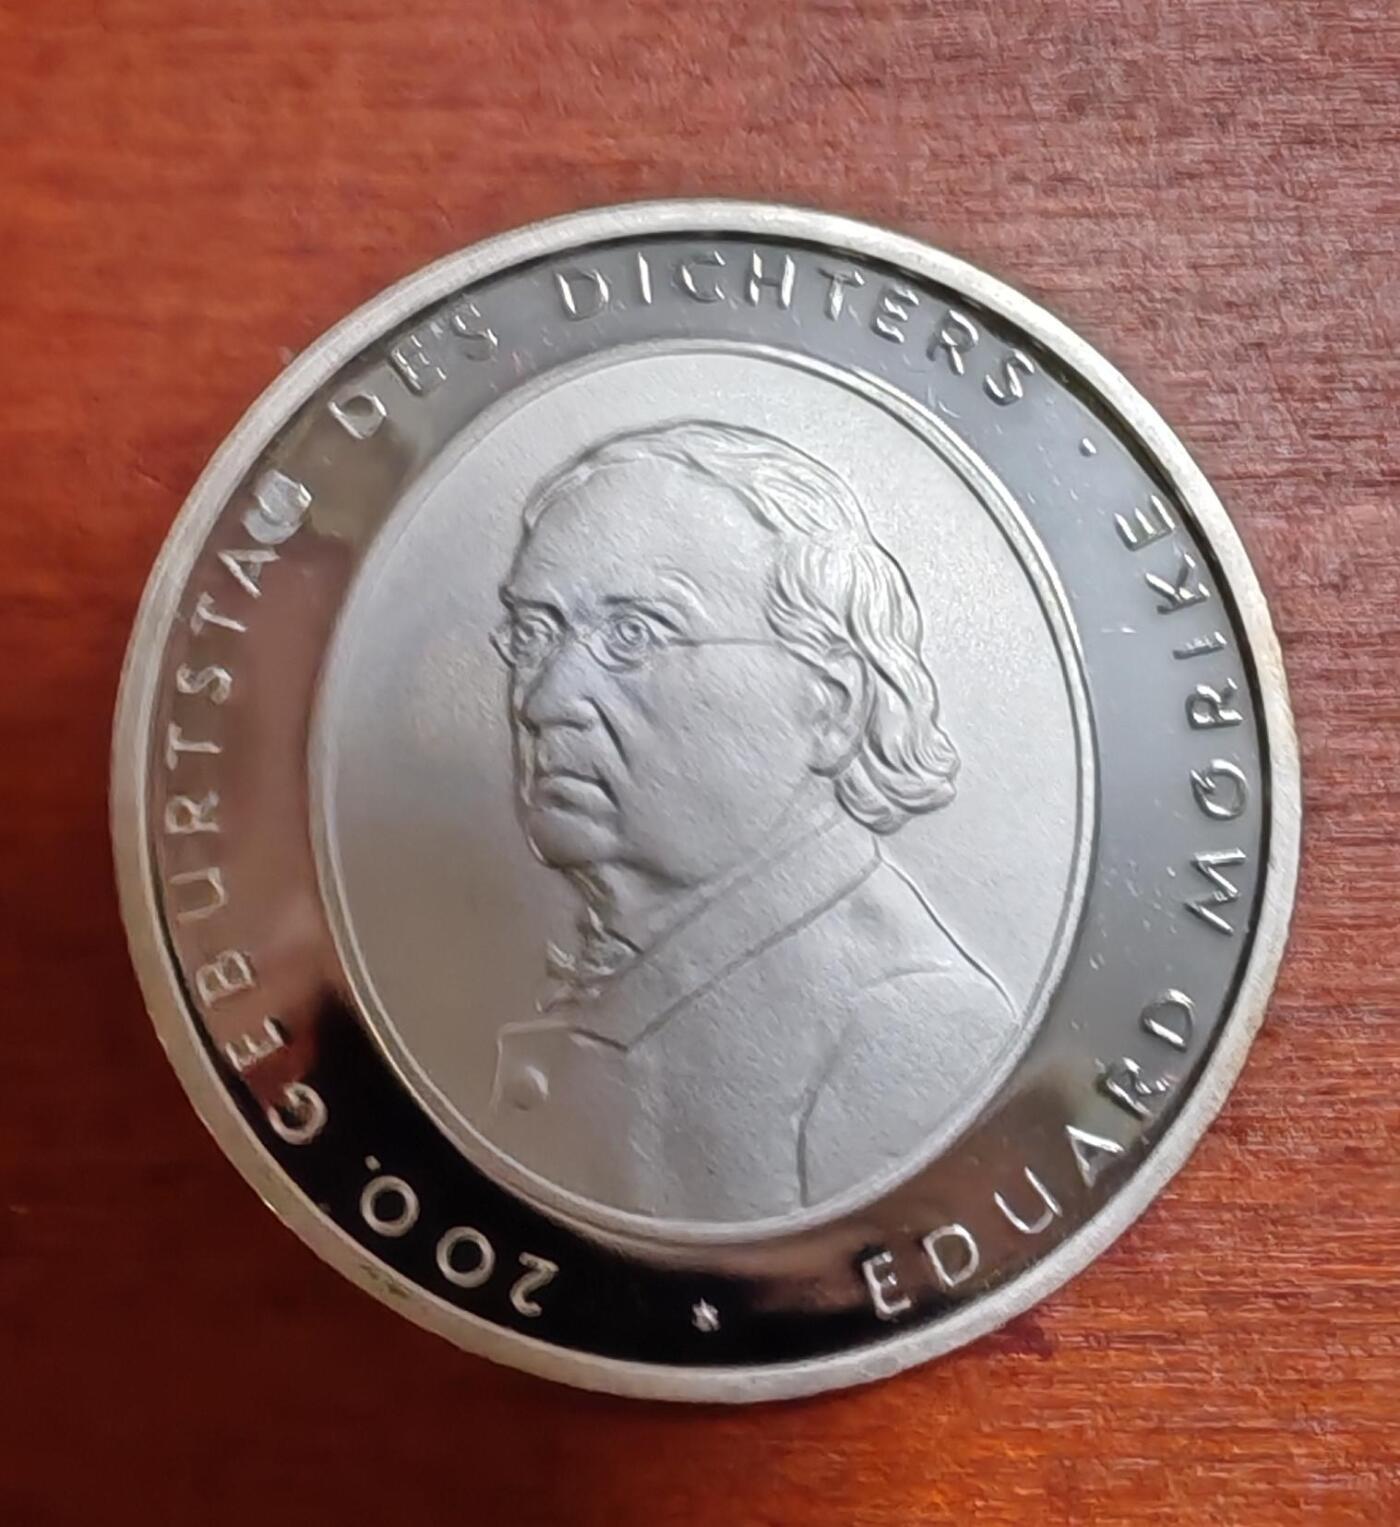 200. GEBURTSTAG DES DICHTERS · EDUARD MÖRIKE *